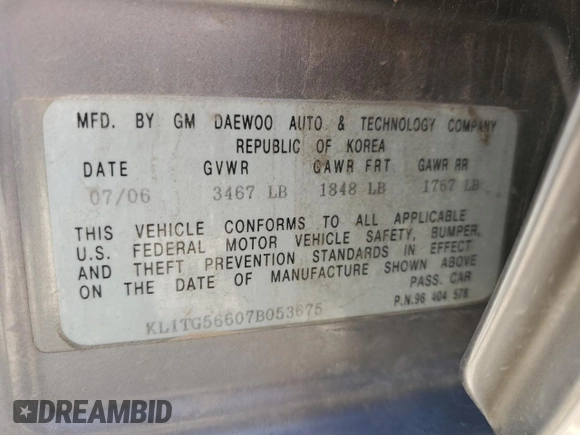 MFD. BY GM DAEWOO AUTO & TECHNOLOGY COMPANY
REPUBLIC OF KOREA
DATE GVWR GAWR FRT GAWR RR
07/06 3467 LB 1848 LB 1767 LB
THIS VEHICLE CONFORMS TO ALL APPLICABLE
U.S. FEDERAL MOTOR VEHICLE SAFETY, BUMPER,
AND THEFT PREVENTION STANDARDS IN EFFECT
ON THE DATE OF MANUFACTURE SHOWN ABOVE
PASS. CAR
P.N.96 404 578
KL1TG56607B053675
DREAMBID